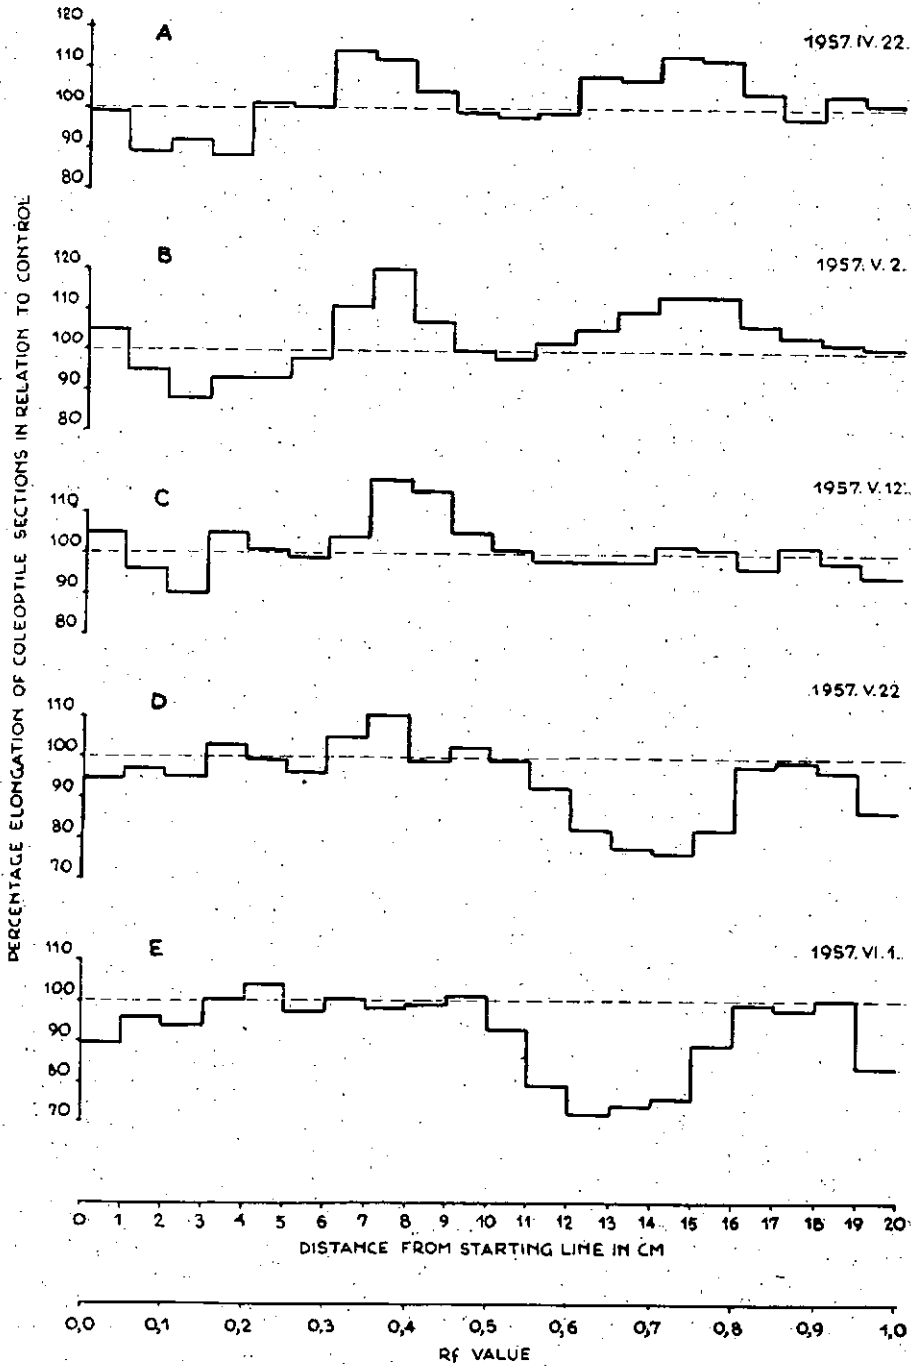 PERCENTAGE ELONGATION OF COLEOPTILE SECTIONS IN RELATION TO CONTROL
120
A
1957. IV. 22.
110
100
90
80
B
1957. V. 2.
120
110
100
90
80
C
1957. V. 12.
110
100
90
80
D
1957. V. 22
110
100
90
80
70
E
1957. VI. 1.
110
100
90
80
70
0 1 2 3 4 5 6 7 8 9 10 11 12 13 14 15 16 17 18 19 20
DISTANCE FROM STARTING LINE IN CM
0,0 0,1 0,2 0,3 0,4 0,5 0,6 0,7 0,8 0,9 1,0
Rf VALUE